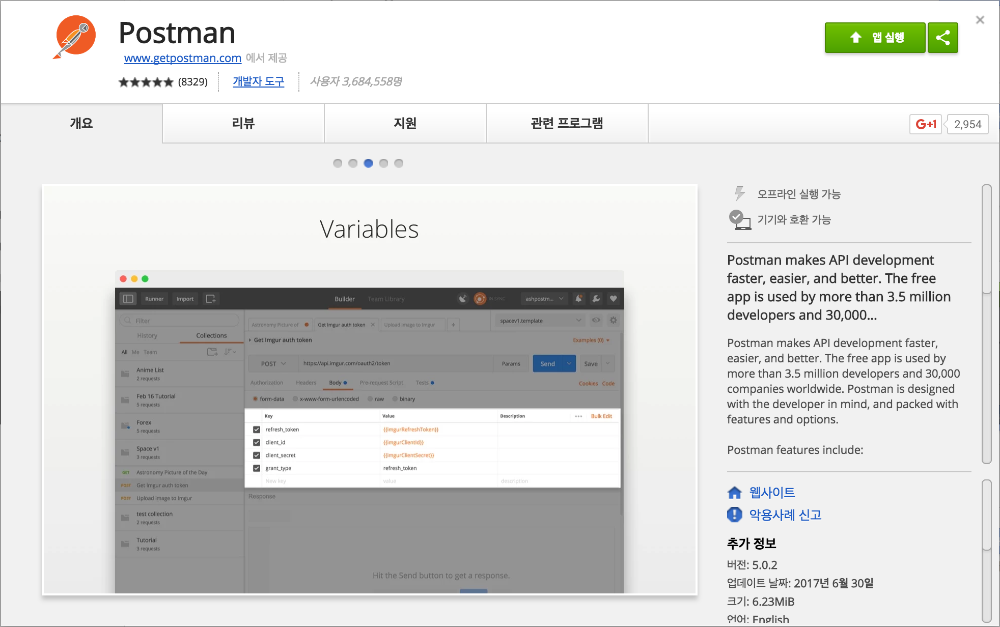 Postman
www.getpostman.com 에서 제공
(8329)
개발자 도구
사용자 3,684,558명
앱 실행
개요
리뷰
지원
관련 프로그램
G+1
2,954
Variables
Runner
Import
Builder
Team Library
IN SYNC
ashpostm...
Filter
History
Collections
All Me Team
Anime List
2 requests
Feb 16 Tutorial
5 requests
Forex
5 requests
Space v1
3 requests
GET Astronomy Picture of the Day
POST Get Imgur auth token
POST Upload image to Imgur
test collection
2 requests
Tutorial
3 requests
Astronomy Picture of
Get Imgur auth token
Upload image to Imgur
spacev1.template
Get Imgur auth token
Examples (0)
POST
https://api.imgur.com/oauth2/token
Params
Send
Save
Authorization
Headers
Body
Pre-request Script
Tests
Cookies Code
form-data
x-www-form-urlencoded
raw
binary
Key Value Description ••• Bulk Edit
refresh_token {{imgurRefreshToken}}
client_id {{imgurClientId}}
client_secret {{imgurClientSecret}}
grant_type refresh_token
New key value description
Response
Hit the Send button to get a response.
오프라인 실행 가능
기기와 호환 가능
Postman makes API development
faster, easier, and better. The free
app is used by more than 3.5 million
developers and 30,000...
Postman makes API development faster,
easier, and better. The free app is used by
more than 3.5 million developers and 30,000
companies worldwide. Postman is designed
with the developer in mind, and packed with
features and options.
Postman features include:
웹사이트
악용사례 신고
추가 정보
버전: 5.0.2
업데이트 날짜: 2017년 6월 30일
크기: 6.23MiB
언어: English